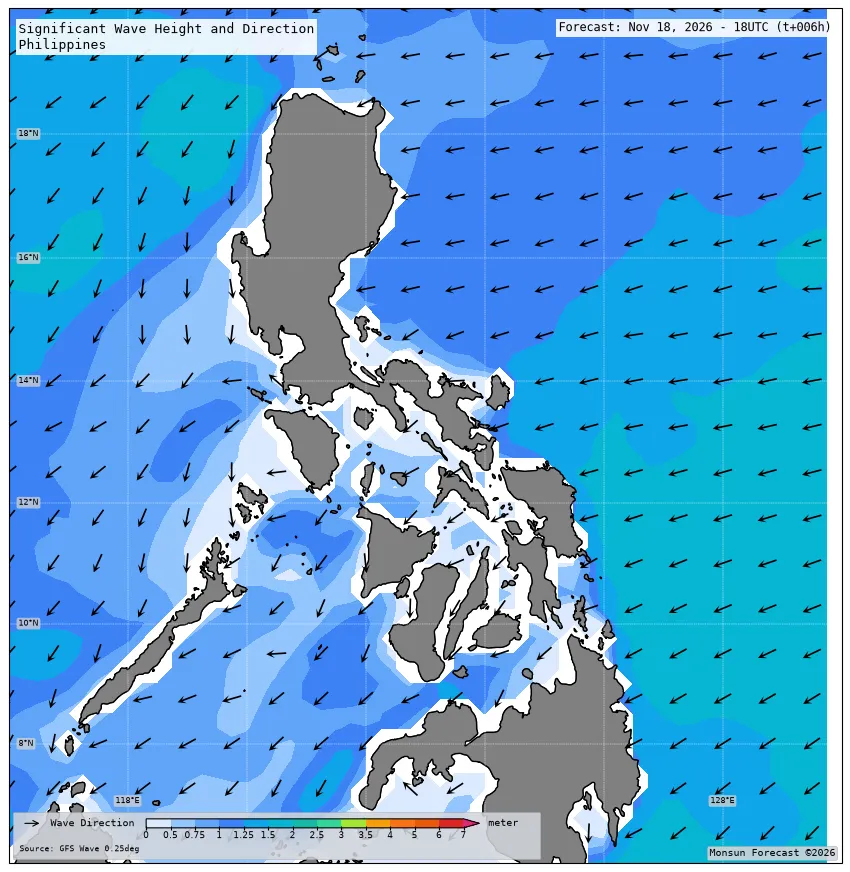 Significant Wave Height and Direction
Philippines
Forecast: Nov 18, 2026 - 18UTC (t+006h)
18°N
16°N
14°N
12°N
10°N
8°N
118°E
128°E
Wave Direction
0 0.5 0.75 1 1.25 1.5 2 2.5 3 3.5 4 5 6 7
meter
Source: GFS Wave 0.25deg
Monsun Forecast ©2026